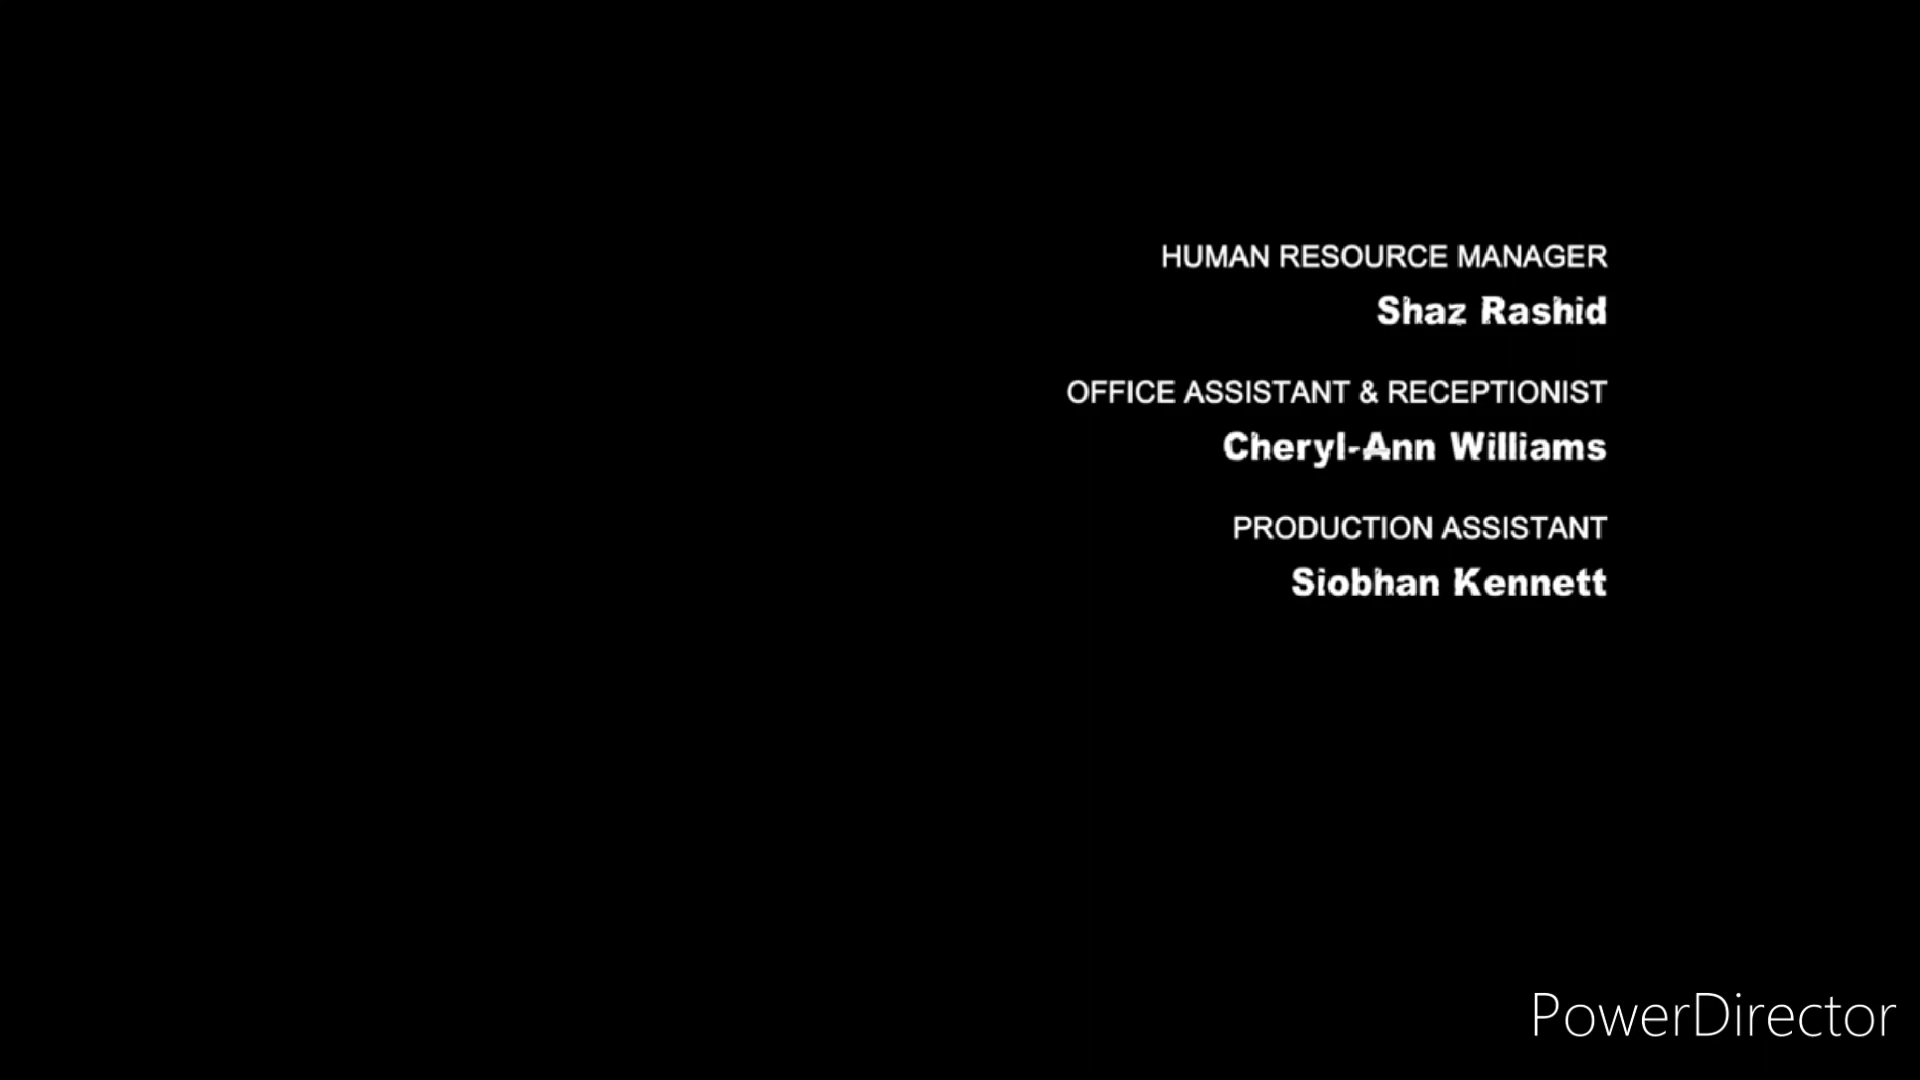 HUMAN RESOURCE MANAGER
Shaz Rashid
OFFICE ASSISTANT & RECEPTIONIST
Cheryl-Ann Williams
PRODUCTION ASSISTANT
Siobhan Kennett
PowerDirector